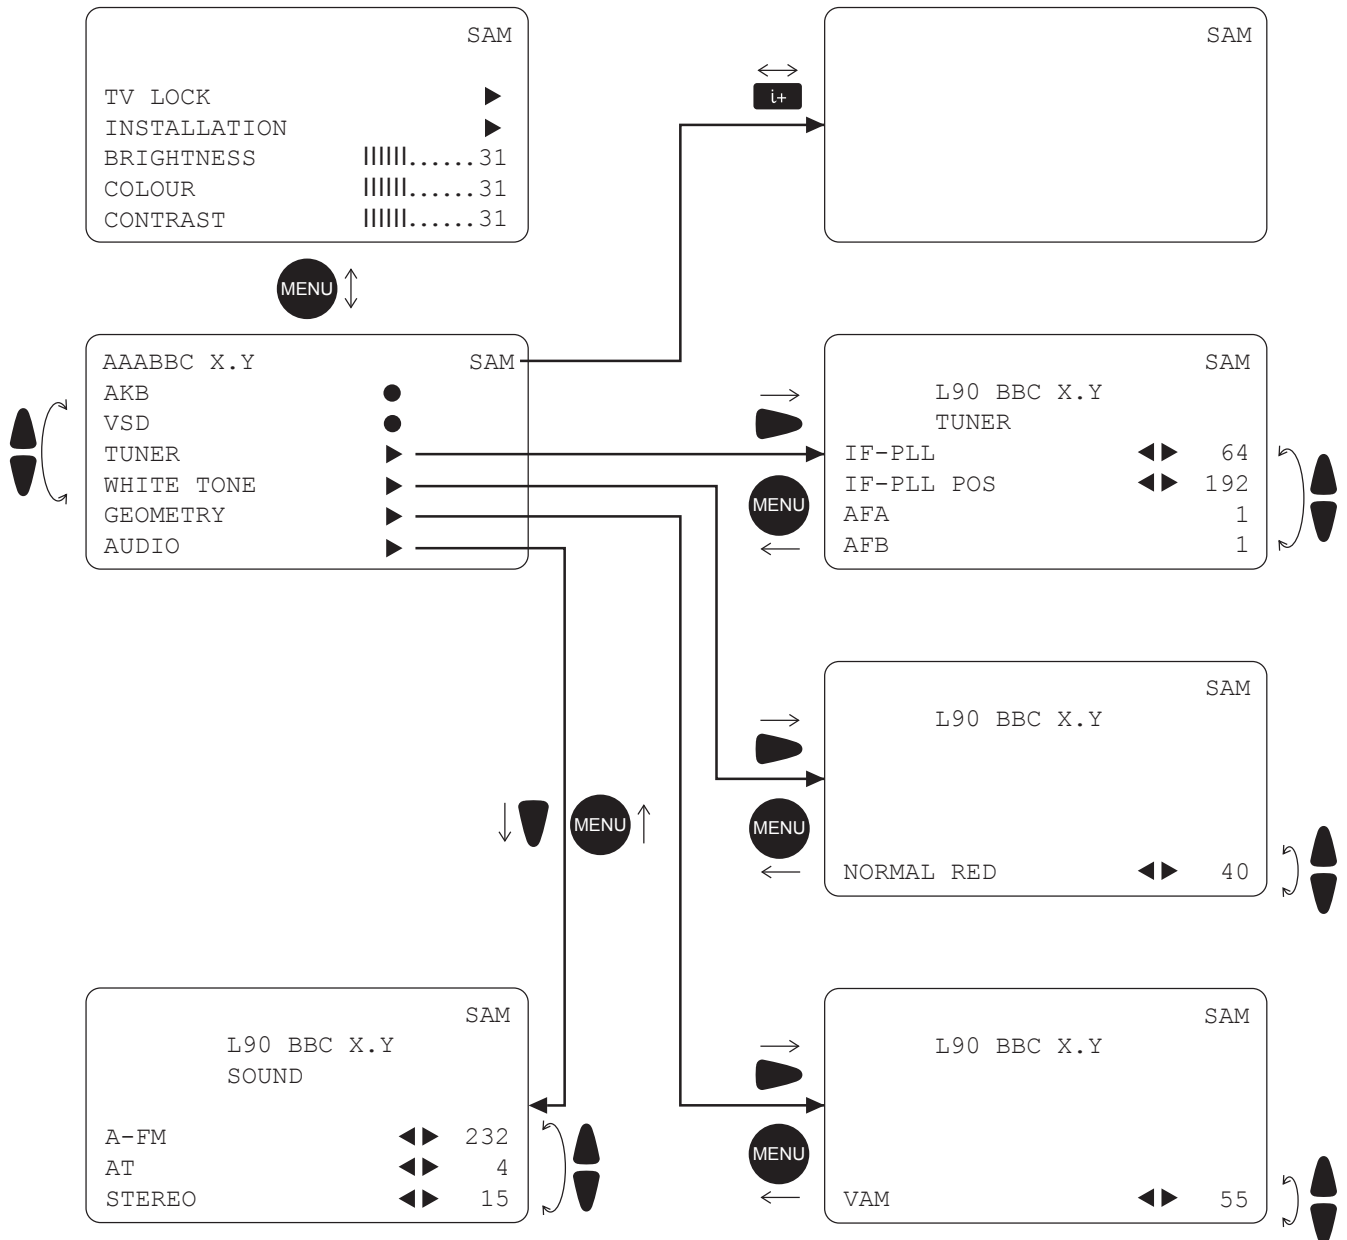 SAM
TV LOCK
INSTALLATION
BRIGHTNESS ||||||......31
COLOUR ||||||......31
CONTRAST ||||||......31
i+
SAM
MENU
AAABBC X.Y SAM
AKB
VSD
TUNER
WHITE TONE
GEOMETRY
AUDIO
MENU
SAM
L90 BBC X.Y
TUNER
IF-PLL 64
IF-PLL POS 192
AFA 1
AFB 1
MENU
SAM
L90 BBC X.Y
NORMAL RED 40
MENU
SAM
L90 BBC X.Y
SOUND
A-FM 232
AT 4
STEREO 15
MENU
SAM
L90 BBC X.Y
VAM 55